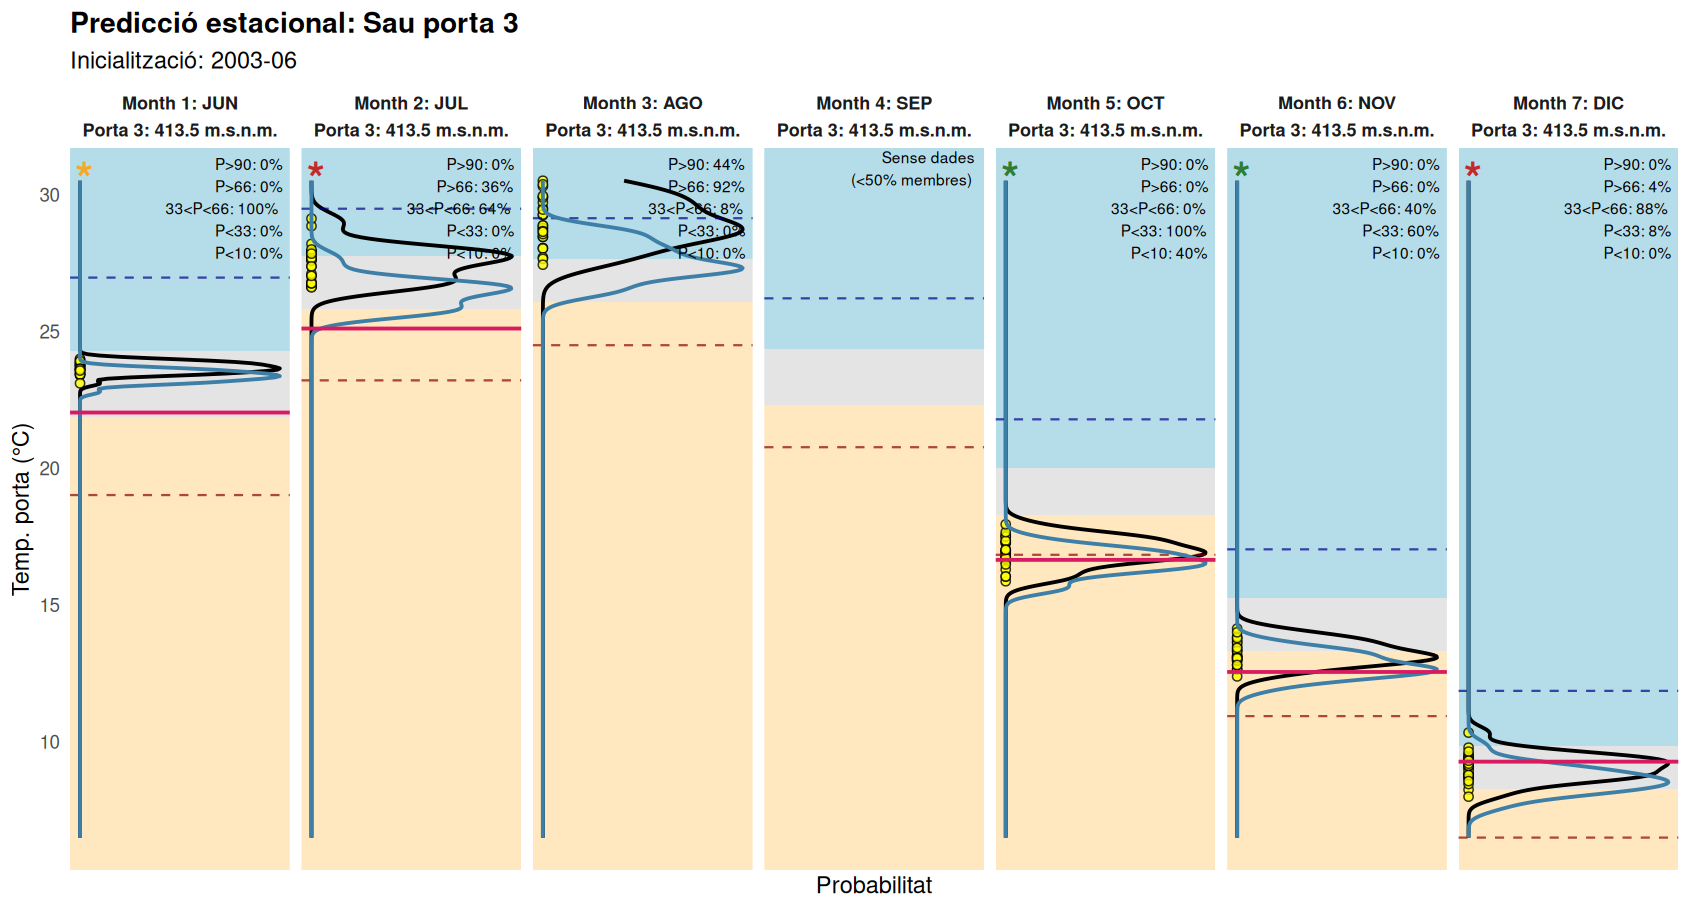 Predicció estacional: Sau porta 3
Inicialització: 2003-06
Month 1: JUN
Porta 3: 413.5 m.s.n.m.
Month 2: JUL
Porta 3: 413.5 m.s.n.m.
Month 3: AGO
Porta 3: 413.5 m.s.n.m.
Month 4: SEP
Porta 3: 413.5 m.s.n.m.
Month 5: OCT
Porta 3: 413.5 m.s.n.m.
Month 6: NOV
Porta 3: 413.5 m.s.n.m.
Month 7: DIC
Porta 3: 413.5 m.s.n.m.
*
P>90: 0%
P>66: 0%
33<P<66: 100%
P<33: 0%
P<10: 0%
*
P>90: 0%
P>66: 36%
33<P<66: 64%
P<33: 0%
P<10: 0%
P>90: 44%
P>66: 92%
33<P<66: 8%
P<33: 0%
P<10: 0%
Sense dades
(<50% membres)
*
P>90: 0%
P>66: 0%
33<P<66: 0%
P<33: 100%
P<10: 40%
*
P>90: 0%
P>66: 0%
33<P<66: 40%
P<33: 60%
P<10: 0%
*
P>90: 0%
P>66: 4%
33<P<66: 88%
P<33: 8%
P<10: 0%
Temp. porta (°C)
30
25
20
15
10
Probabilitat